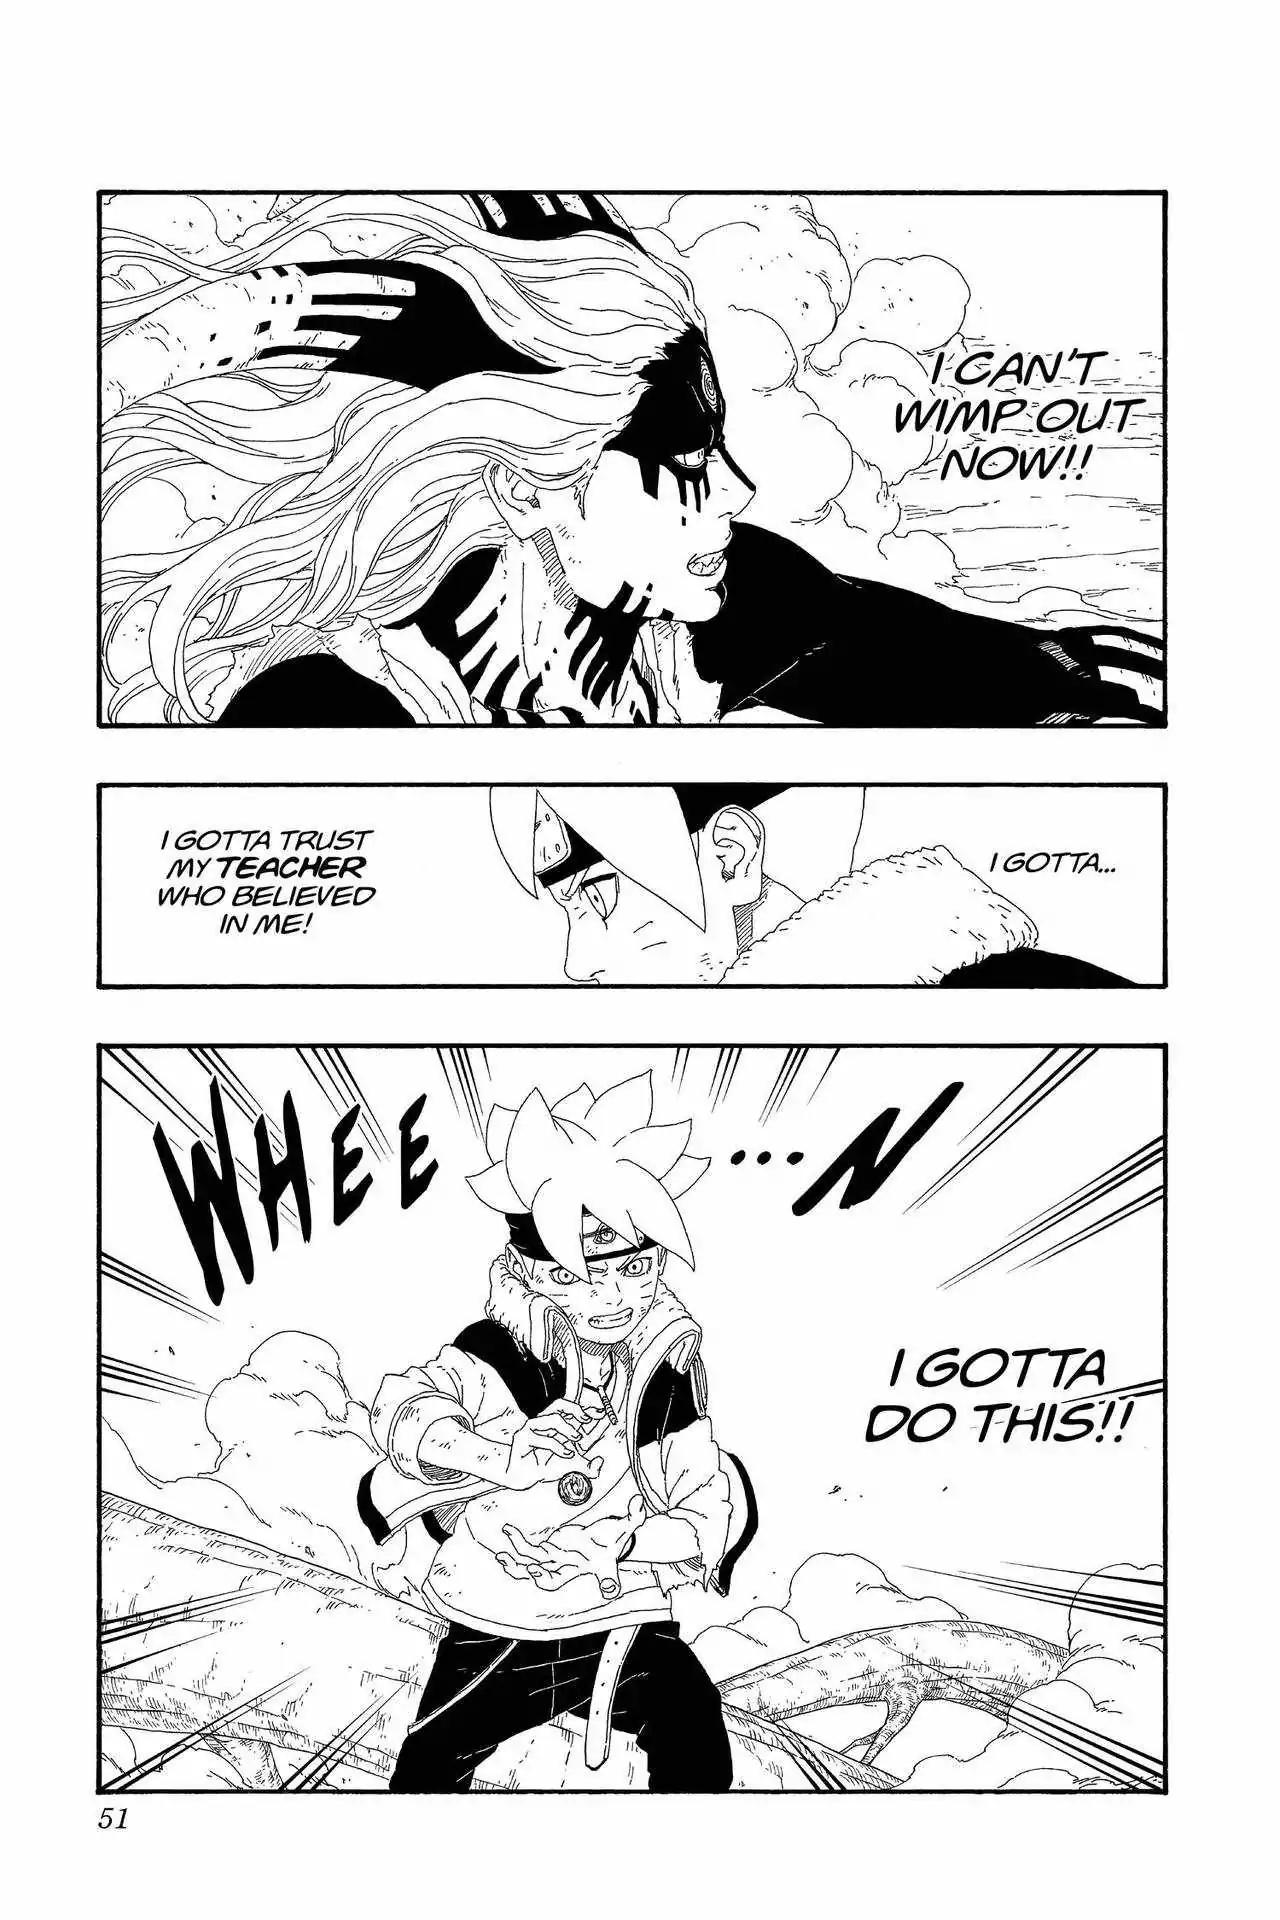 I CAN'T
WIMP OUT
NOW!!
I GOTTA...
I GOTTA TRUST
MY TEACHER
WHO BELIEVED
IN ME!
WHEE
...N
I GOTTA
DO THIS!!
51